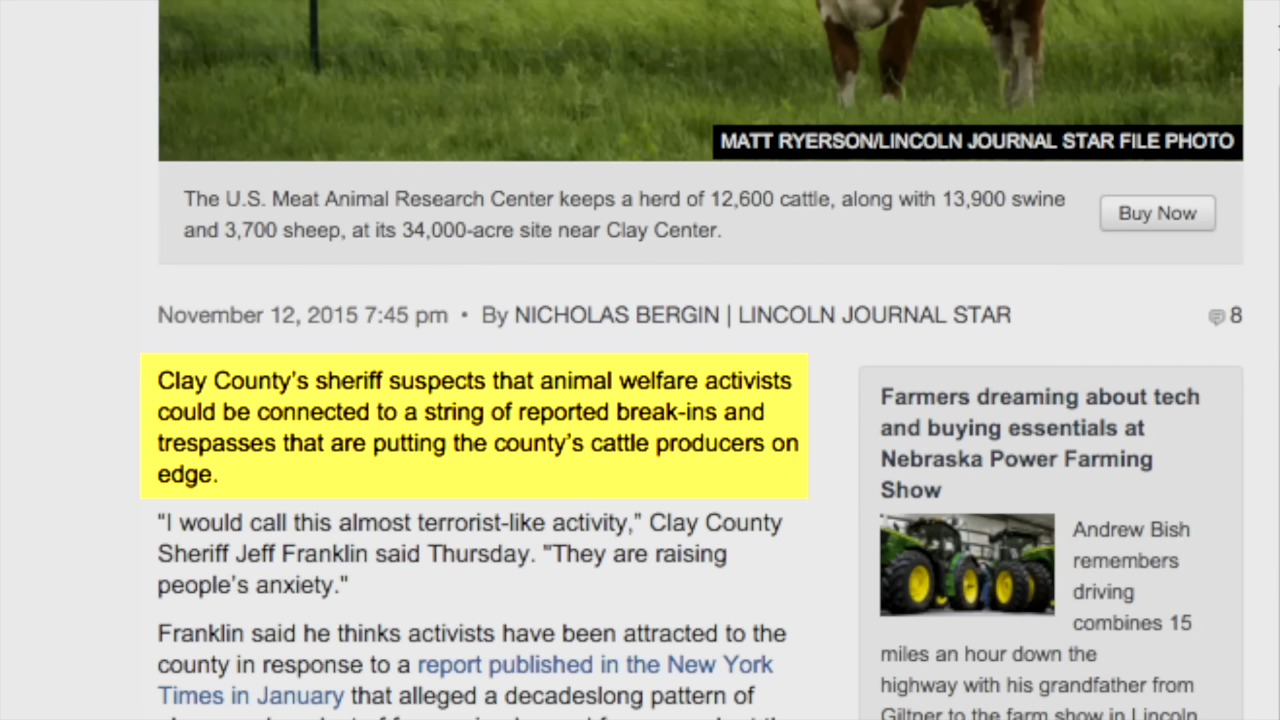 MATT RYERSON/LINCOLN JOURNAL STAR FILE PHOTO
The U.S. Meat Animal Research Center keeps a herd of 12,600 cattle, along with 13,900 swine
and 3,700 sheep, at its 34,000-acre site near Clay Center.
Buy Now
November 12, 2015 7:45 pm • By NICHOLAS BERGIN | LINCOLN JOURNAL STAR
8
Clay County's sheriff suspects that animal welfare activists
could be connected to a string of reported break-ins and
trespasses that are putting the county's cattle producers on
edge.
"I would call this almost terrorist-like activity," Clay County
Sheriff Jeff Franklin said Thursday. "They are raising
people's anxiety."
Franklin said he thinks activists have been attracted to the
county in response to a report published in the New York
Times in January that alleged a decadeslong pattern of
Farmers dreaming about tech
and buying essentials at
Nebraska Power Farming
Show
Andrew Bish
remembers
driving
combines 15
miles an hour down the
highway with his grandfather from
Giltner to the farm show in Lincoln